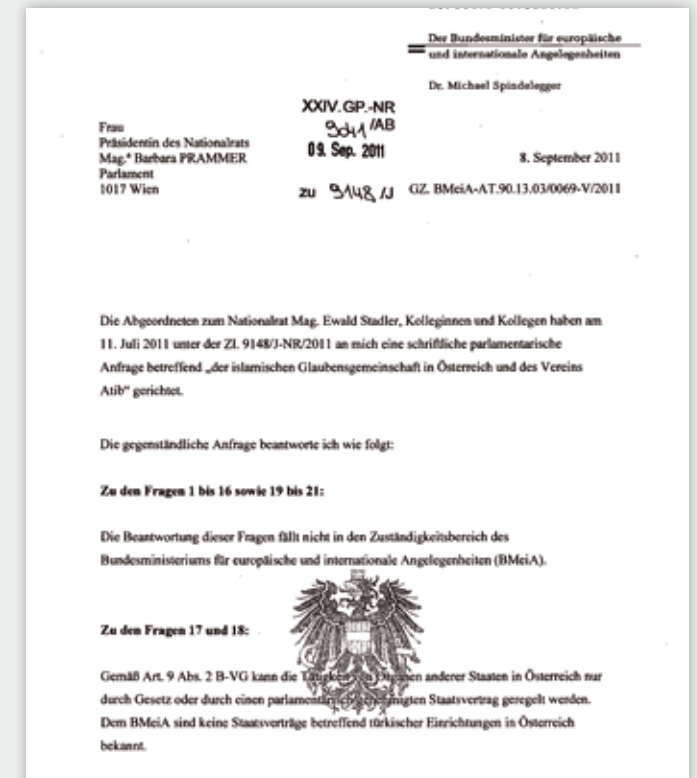 Der Bundesminister für europäische
und internationale Angelegenheiten
Dr. Michael Spindelegger
XXIV.GP.-NR
9041 /AB
09. Sep. 2011
zu 9148 /J
Frau
Präsidentin des Nationalrats
Mag.ª Barbara PRAMMER
Parlament
1017 Wien
8. September 2011
GZ. BMeiA-AT.90.13.03/0069-V/2011
Die Abgeordneten zum Nationalrat Mag. Ewald Stadler, Kolleginnen und Kollegen haben am
11. Juli 2011 unter der Zl. 9148/J-NR/2011 an mich eine schriftliche parlamentarische
Anfrage betreffend „der islamischen Glaubensgemeinschaft in Österreich und des Vereins
Atib“ gerichtet.
Die gegenständliche Anfrage beantworte ich wie folgt:
Zu den Fragen 1 bis 16 sowie 19 bis 21:
Die Beantwortung dieser Fragen fällt nicht in den Zuständigkeitsbereich des
Bundesministeriums für europäische und internationale Angelegenheiten (BMeiA).
Zu den Fragen 17 und 18:
Gemäß Art. 9 Abs. 2 B-VG kann die Tätigkeit von Organen anderer Staaten in Österreich nur
durch Gesetz oder durch einen parlamentarisch genehmigten Staatsvertrag geregelt werden.
Dem BMeiA sind keine Staatsverträge betreffend türkischer Einrichtungen in Österreich
bekannt.